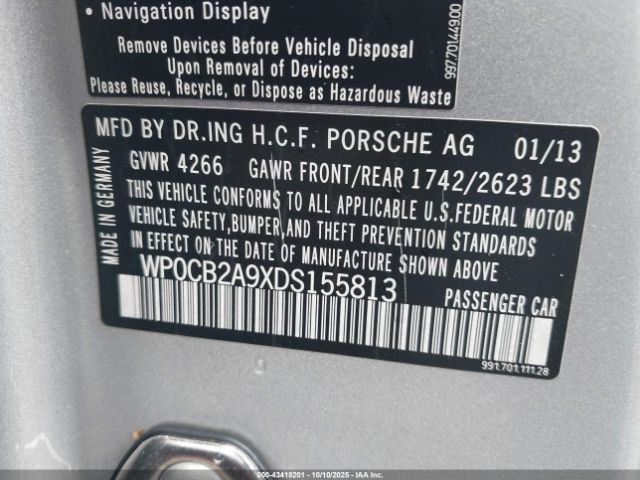 • Navigation Display
Remove Devices Before Vehicle Disposal
Upon Removal of Devices:
Please Reuse, Recycle, or Dispose as Hazardous Waste
997.701.449.00
MFD BY DR.ING H.C.F. PORSCHE AG 01/13
GVWR 4266 GAWR FRONT/REAR 1742/2623 LBS
THIS VEHICLE CONFORMS TO ALL APPLICABLE U.S.FEDERAL MOTOR
VEHICLE SAFETY,BUMPER,AND THEFT PREVENTION STANDARDS
IN EFFECT ON THE DATE OF MANUFACTURE SHOWN ABOVE
WP0CB2A9XDS155813
PASSENGER CAR
MADE IN GERMANY
991.701.111.28
000-43418201 - 10/10/2025 - COPART